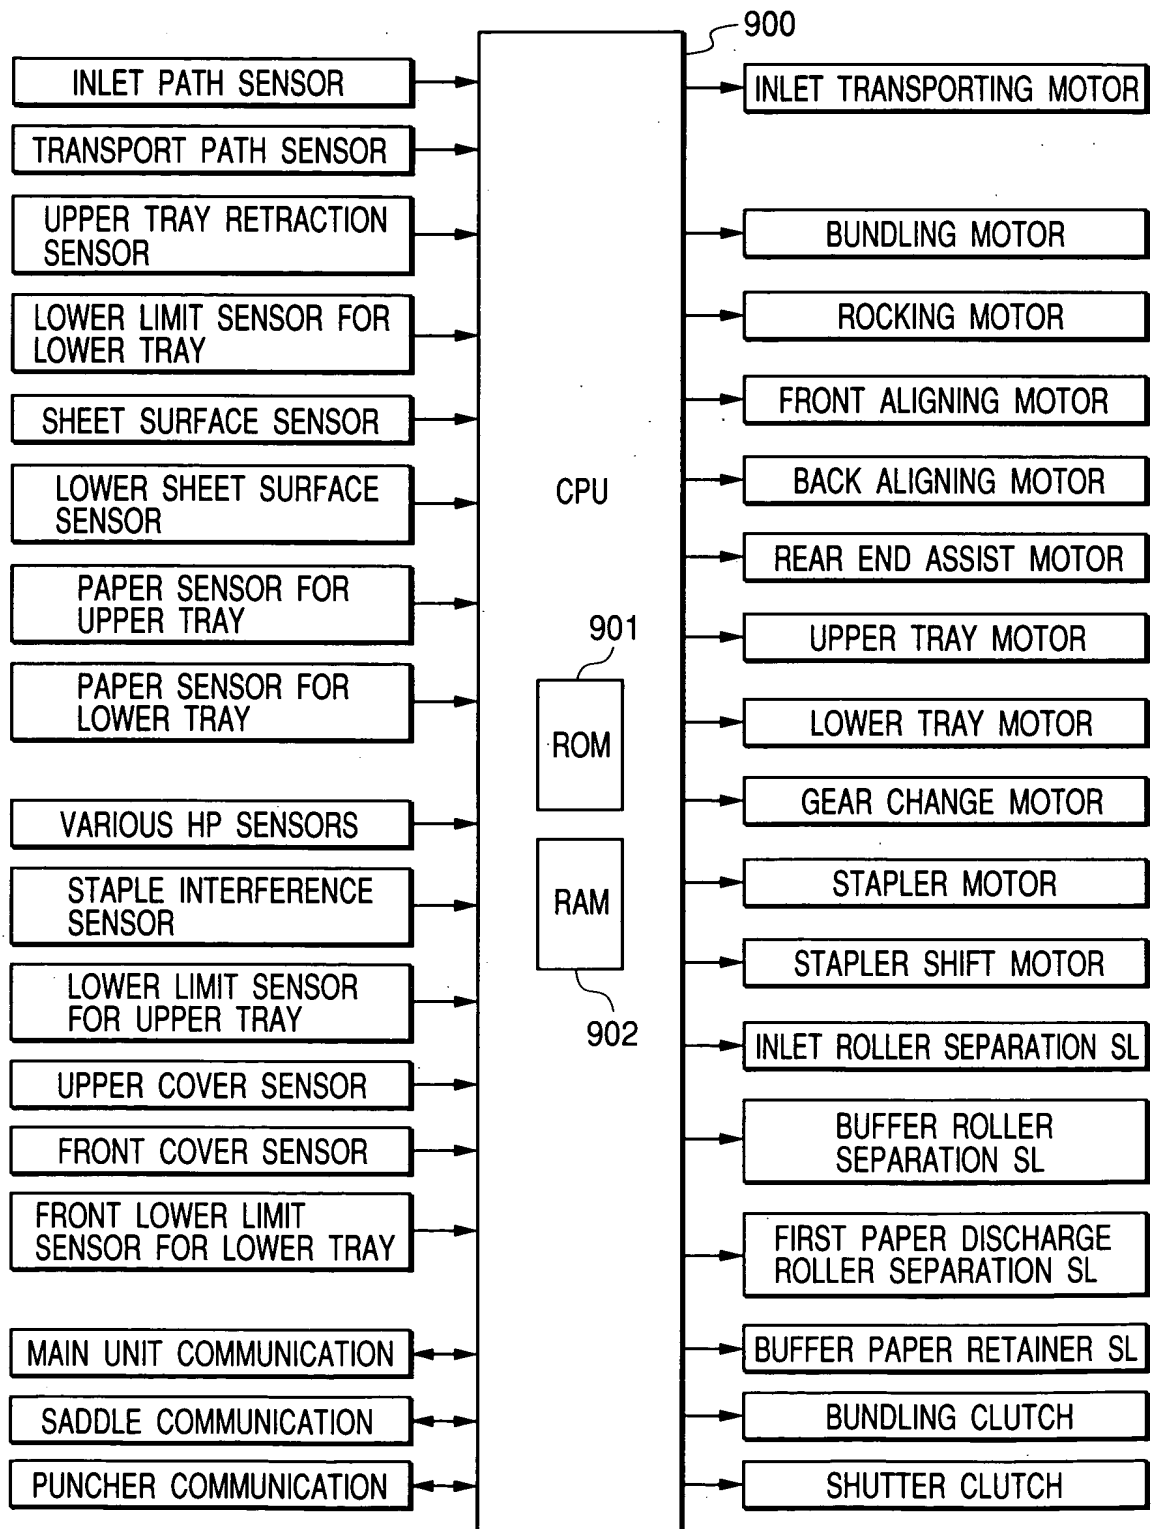 900
INLET PATH SENSOR
TRANSPORT PATH SENSOR
UPPER TRAY RETRACTION
SENSOR
LOWER LIMIT SENSOR FOR
LOWER TRAY
SHEET SURFACE SENSOR
LOWER SHEET SURFACE
SENSOR
PAPER SENSOR FOR
UPPER TRAY
PAPER SENSOR FOR
LOWER TRAY
VARIOUS HP SENSORS
STAPLE INTERFERENCE
SENSOR
LOWER LIMIT SENSOR
FOR UPPER TRAY
UPPER COVER SENSOR
FRONT COVER SENSOR
FRONT LOWER LIMIT
SENSOR FOR LOWER TRAY
MAIN UNIT COMMUNICATION
SADDLE COMMUNICATION
PUNCHER COMMUNICATION
CPU
901
ROM
RAM
902
INLET TRANSPORTING MOTOR
BUNDLING MOTOR
ROCKING MOTOR
FRONT ALIGNING MOTOR
BACK ALIGNING MOTOR
REAR END ASSIST MOTOR
UPPER TRAY MOTOR
LOWER TRAY MOTOR
GEAR CHANGE MOTOR
STAPLER MOTOR
STAPLER SHIFT MOTOR
INLET ROLLER SEPARATION SL
BUFFER ROLLER
SEPARATION SL
FIRST PAPER DISCHARGE
ROLLER SEPARATION SL
BUFFER PAPER RETAINER SL
BUNDLING CLUTCH
SHUTTER CLUTCH